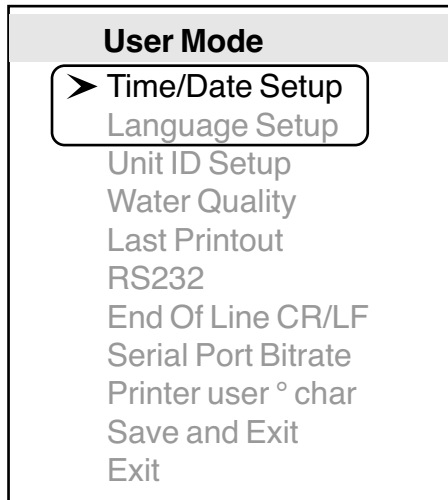 User Mode
➤ Time/Date Setup
Language Setup
Unit ID Setup
Water Quality
Last Printout
RS232
End Of Line CR/LF
Serial Port Bitrate
Printer user ° char
Save and Exit
Exit